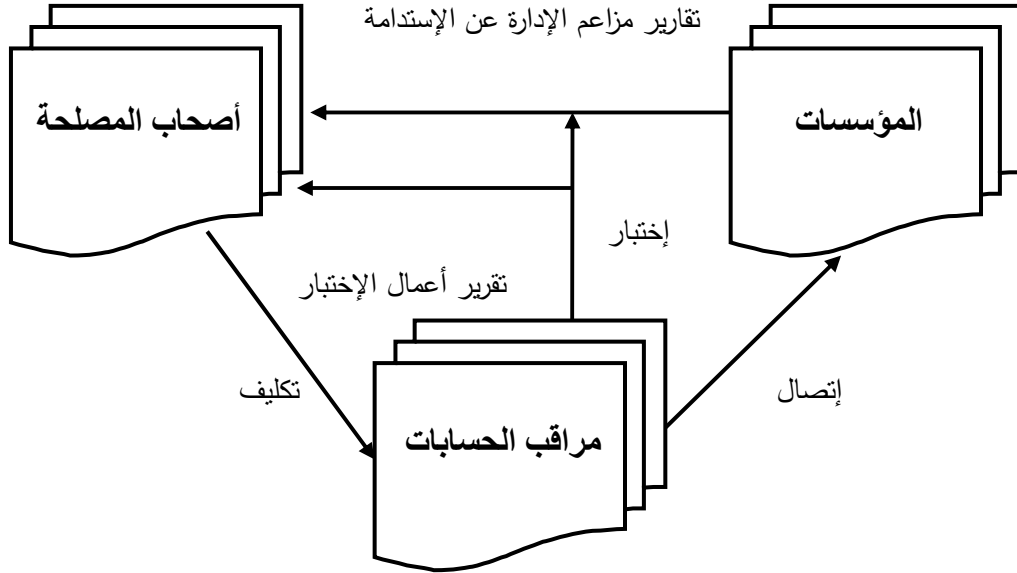 تقارير مزاعم الإدارة عن الإستدامة
المؤسسات
أصحاب المصلحة
إختبار
تقرير أعمال الإختبار
إتصال
تكليف
مراقب الحسابات